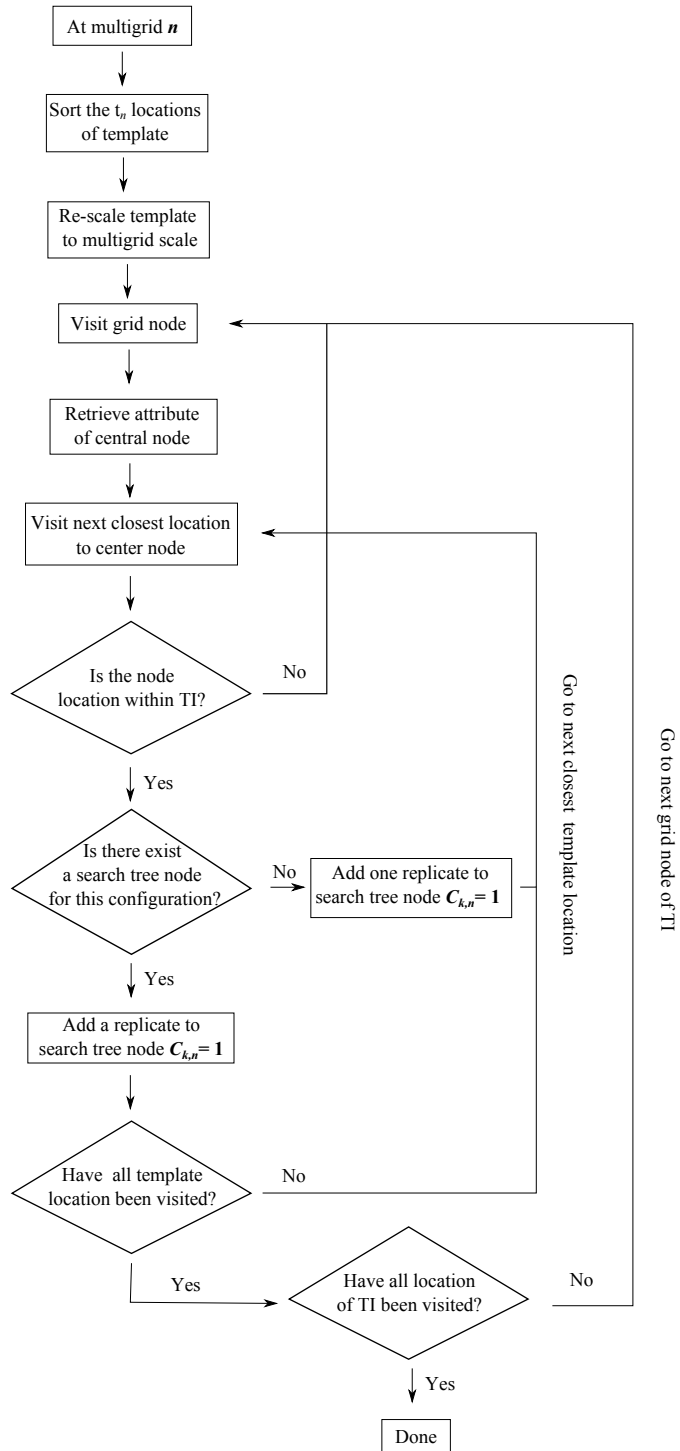 At multigrid n
Sort the tn locations
of template
Re-scale template
to multigrid scale
Visit grid node
Retrieve attribute
of central node
Visit next closest location
to center node
Is the node
location within TI?
No
Yes
Is there exist
a search tree node
for this configuration?
No
Add one replicate to
search tree node Ck,n= 1
Yes
Add a replicate to
search tree node Ck,n= 1
Have all template
location been visited?
No
Go to next closest template location
Go to next grid node of TI
Yes
Have all location
of TI been visited?
No
Yes
Done